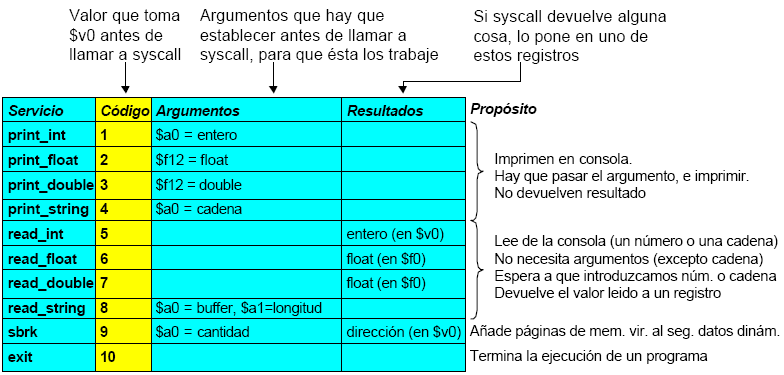 Valor que toma
$v0 antes de
llamar a syscall
Argumentos que hay que
establecer antes de llamar a
syscall, para que ésta los trabaje
Si syscall devuelve alguna
cosa, lo pone en uno de
estos registros
Servicio Código Argumentos Resultados Propósito
print_int 1 $a0 = entero
print_float 2 $f12 = float
print_double 3 $f12 = double
print_string 4 $a0 = cadena
Imprimen en consola.
Hay que pasar el argumento, e imprimir.
No devuelven resultado
read_int 5 entero (en $v0)
read_float 6 float (en $f0)
read_double 7 float (en $f0)
read_string 8 $a0 = buffer, $a1=longitud
Lee de la consola (un número o una cadena)
No necesita argumentos (excepto cadena)
Espera a que introduzcamos núm. o cadena
Devuelve el valor leido a un registro
sbrk 9 $a0 = cantidad dirección (en $v0) Añade páginas de mem. vir. al seg. datos dinám.
exit 10 Termina la ejecución de un programa